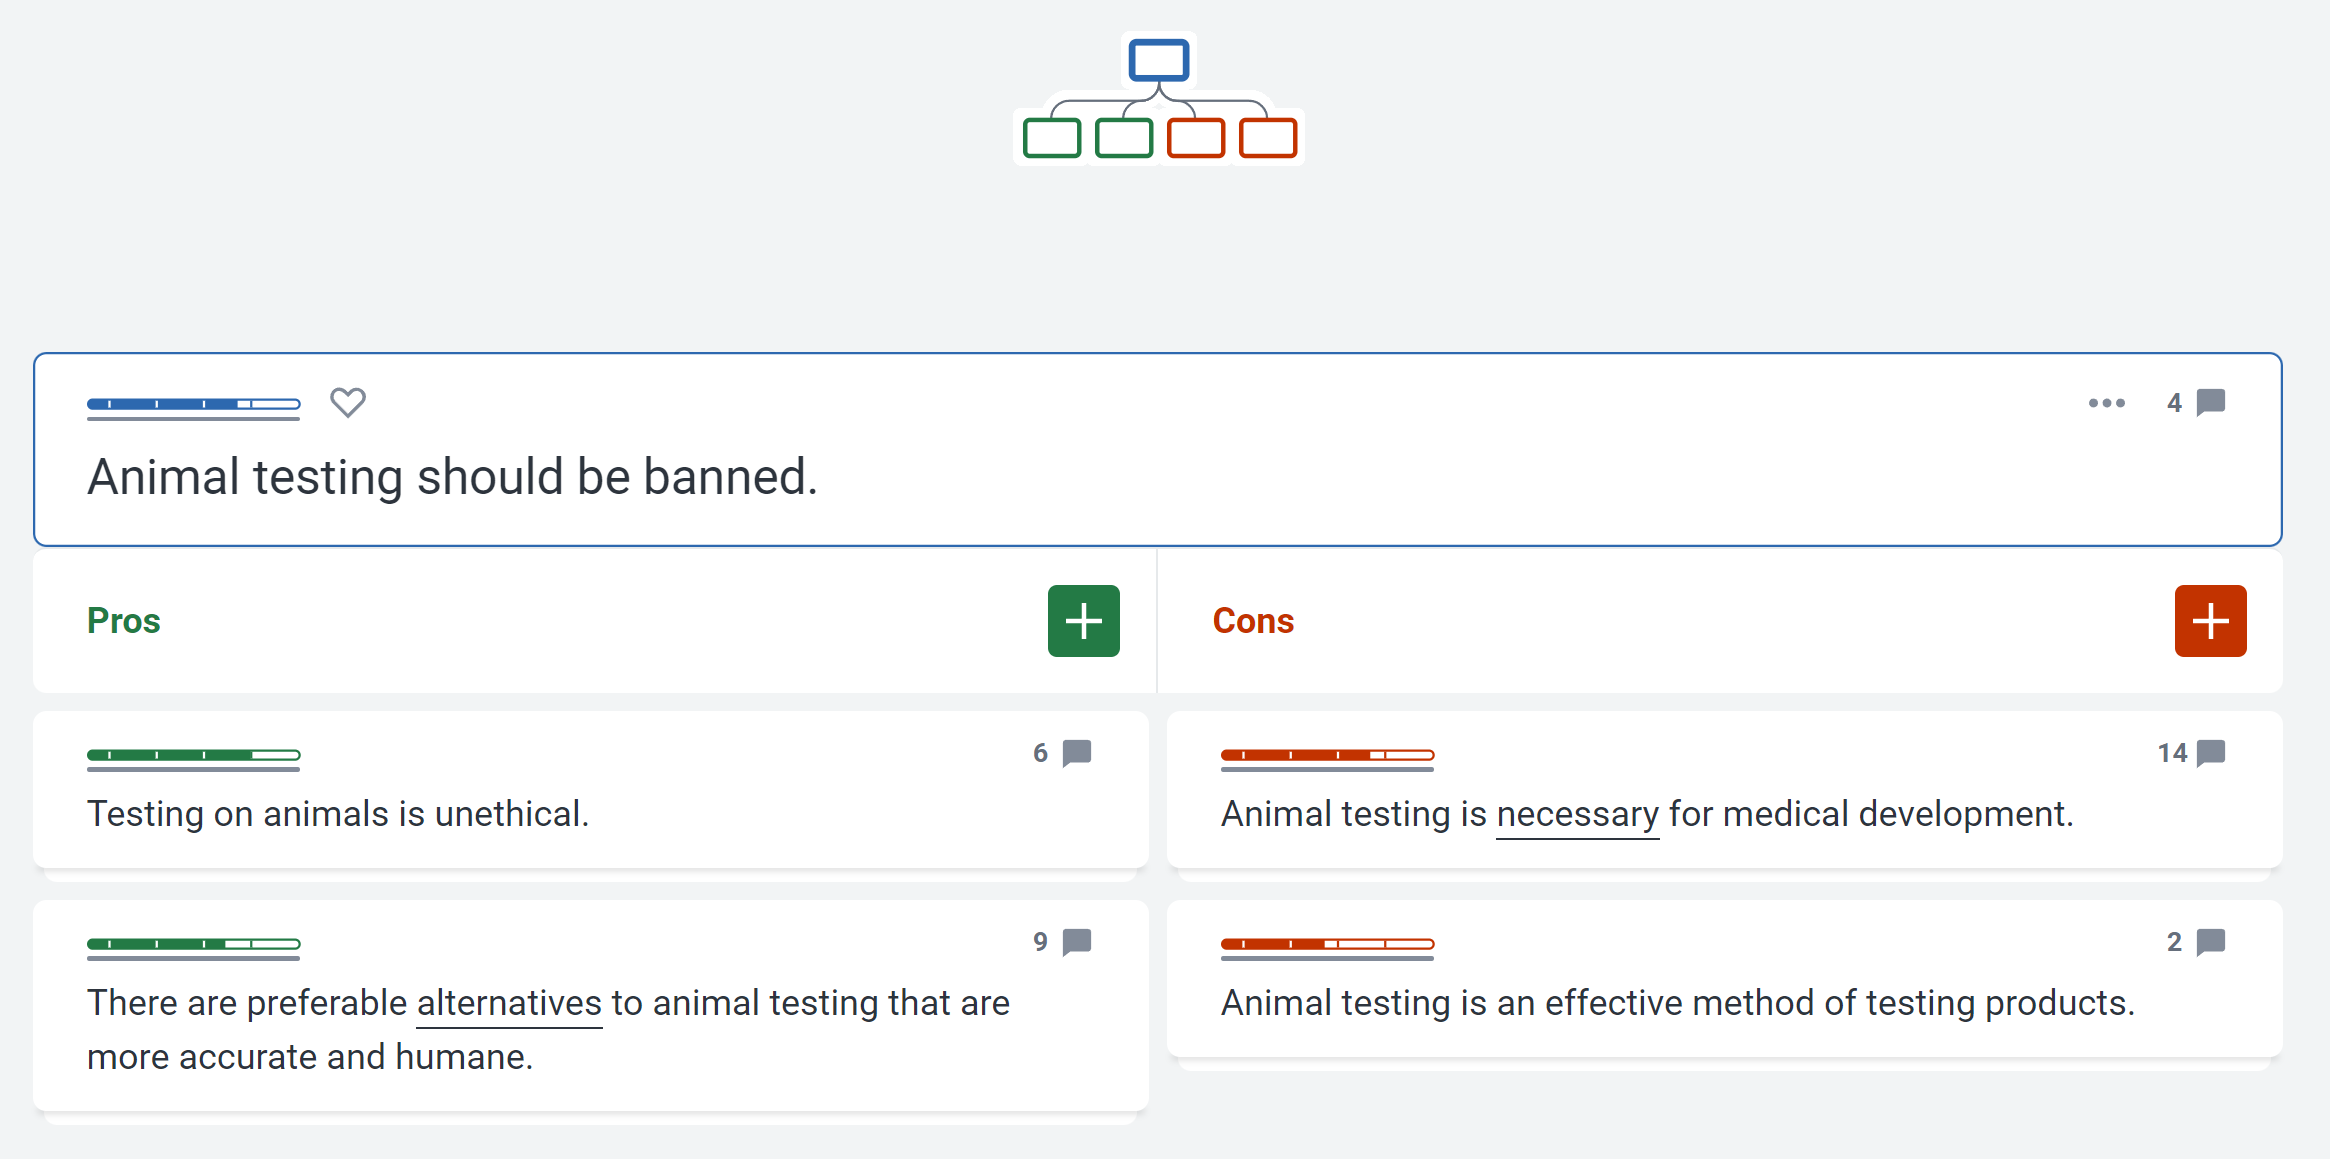 4
Animal testing should be banned.
Pros
Cons
6
Testing on animals is unethical.
14
Animal testing is necessary for medical development.
9
There are preferable alternatives to animal testing that are
more accurate and humane.
2
Animal testing is an effective method of testing products.